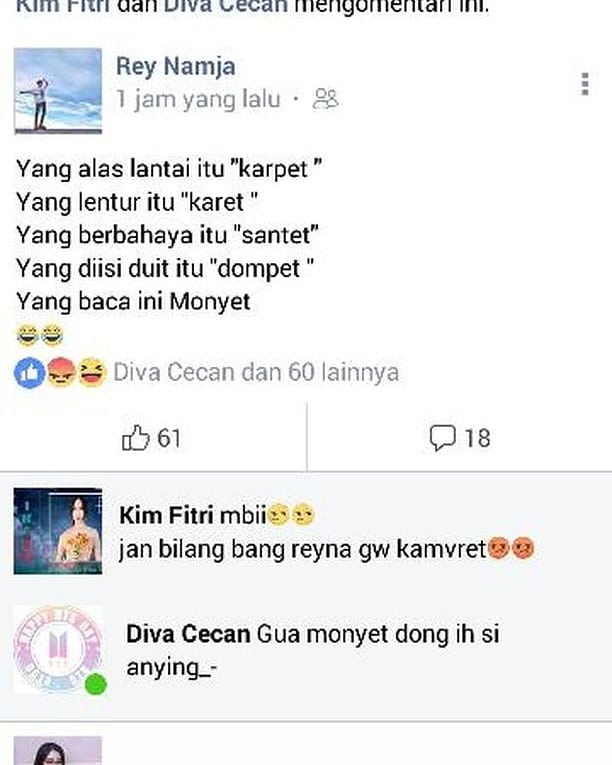 Kim Fitri dan Diva Cecan mengomentari ini.
Rey Namja
1 jam yang lalu ·
Yang alas lantai itu "karpet "
Yang lentur itu "karet "
Yang berbahaya itu "santet"
Yang diisi duit itu "dompet "
Yang baca ini Monyet
😂😂
Diva Cecan dan 60 lainnya
61
18
Kim Fitri mbii😒😒
jan bilang bang reyna gw kamvret😡😡
Diva Cecan Gua monyet dong ih si
anying_-